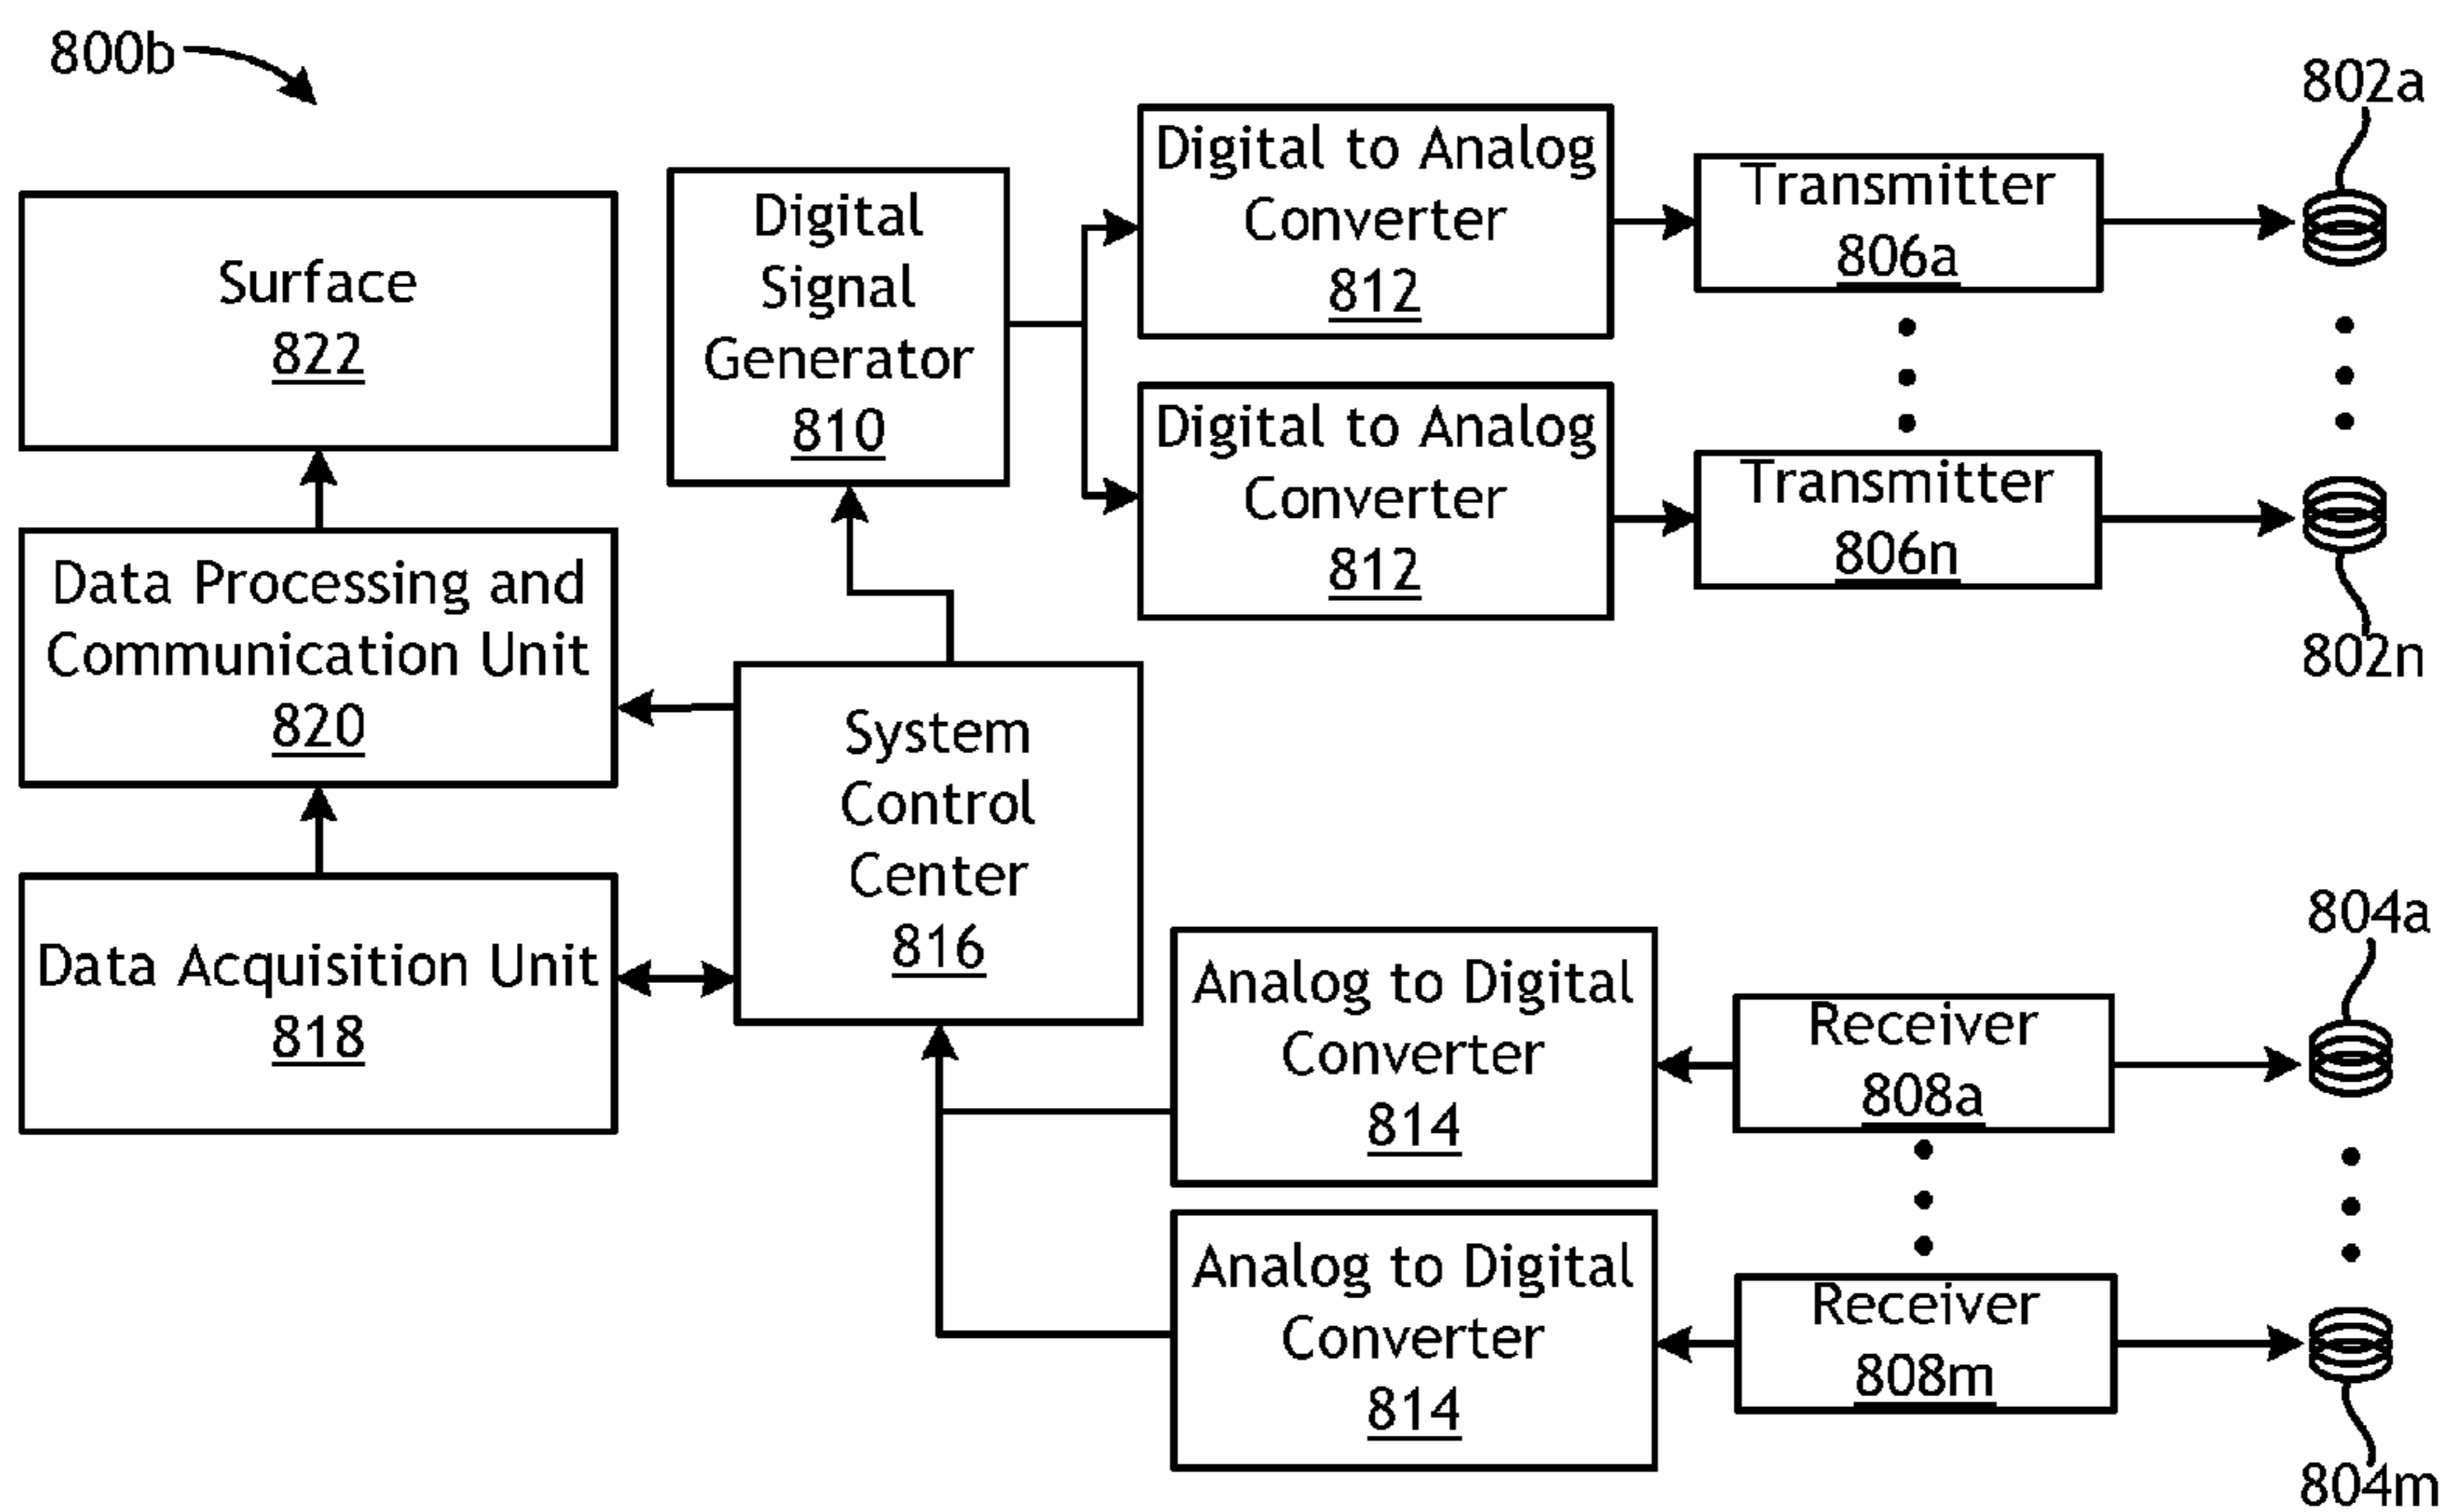 800b
Surface
822
Data Processing and
Communication Unit
820
Data Acquisition Unit
818
Digital
Signal
Generator
810
System
Control
Center
816
Digital to Analog
Converter
812
Digital to Analog
Converter
812
Transmitter
806a
Transmitter
806n
802a
802n
Analog to Digital
Converter
814
Analog to Digital
Converter
814
Receiver
808a
Receiver
808m
804a
804m